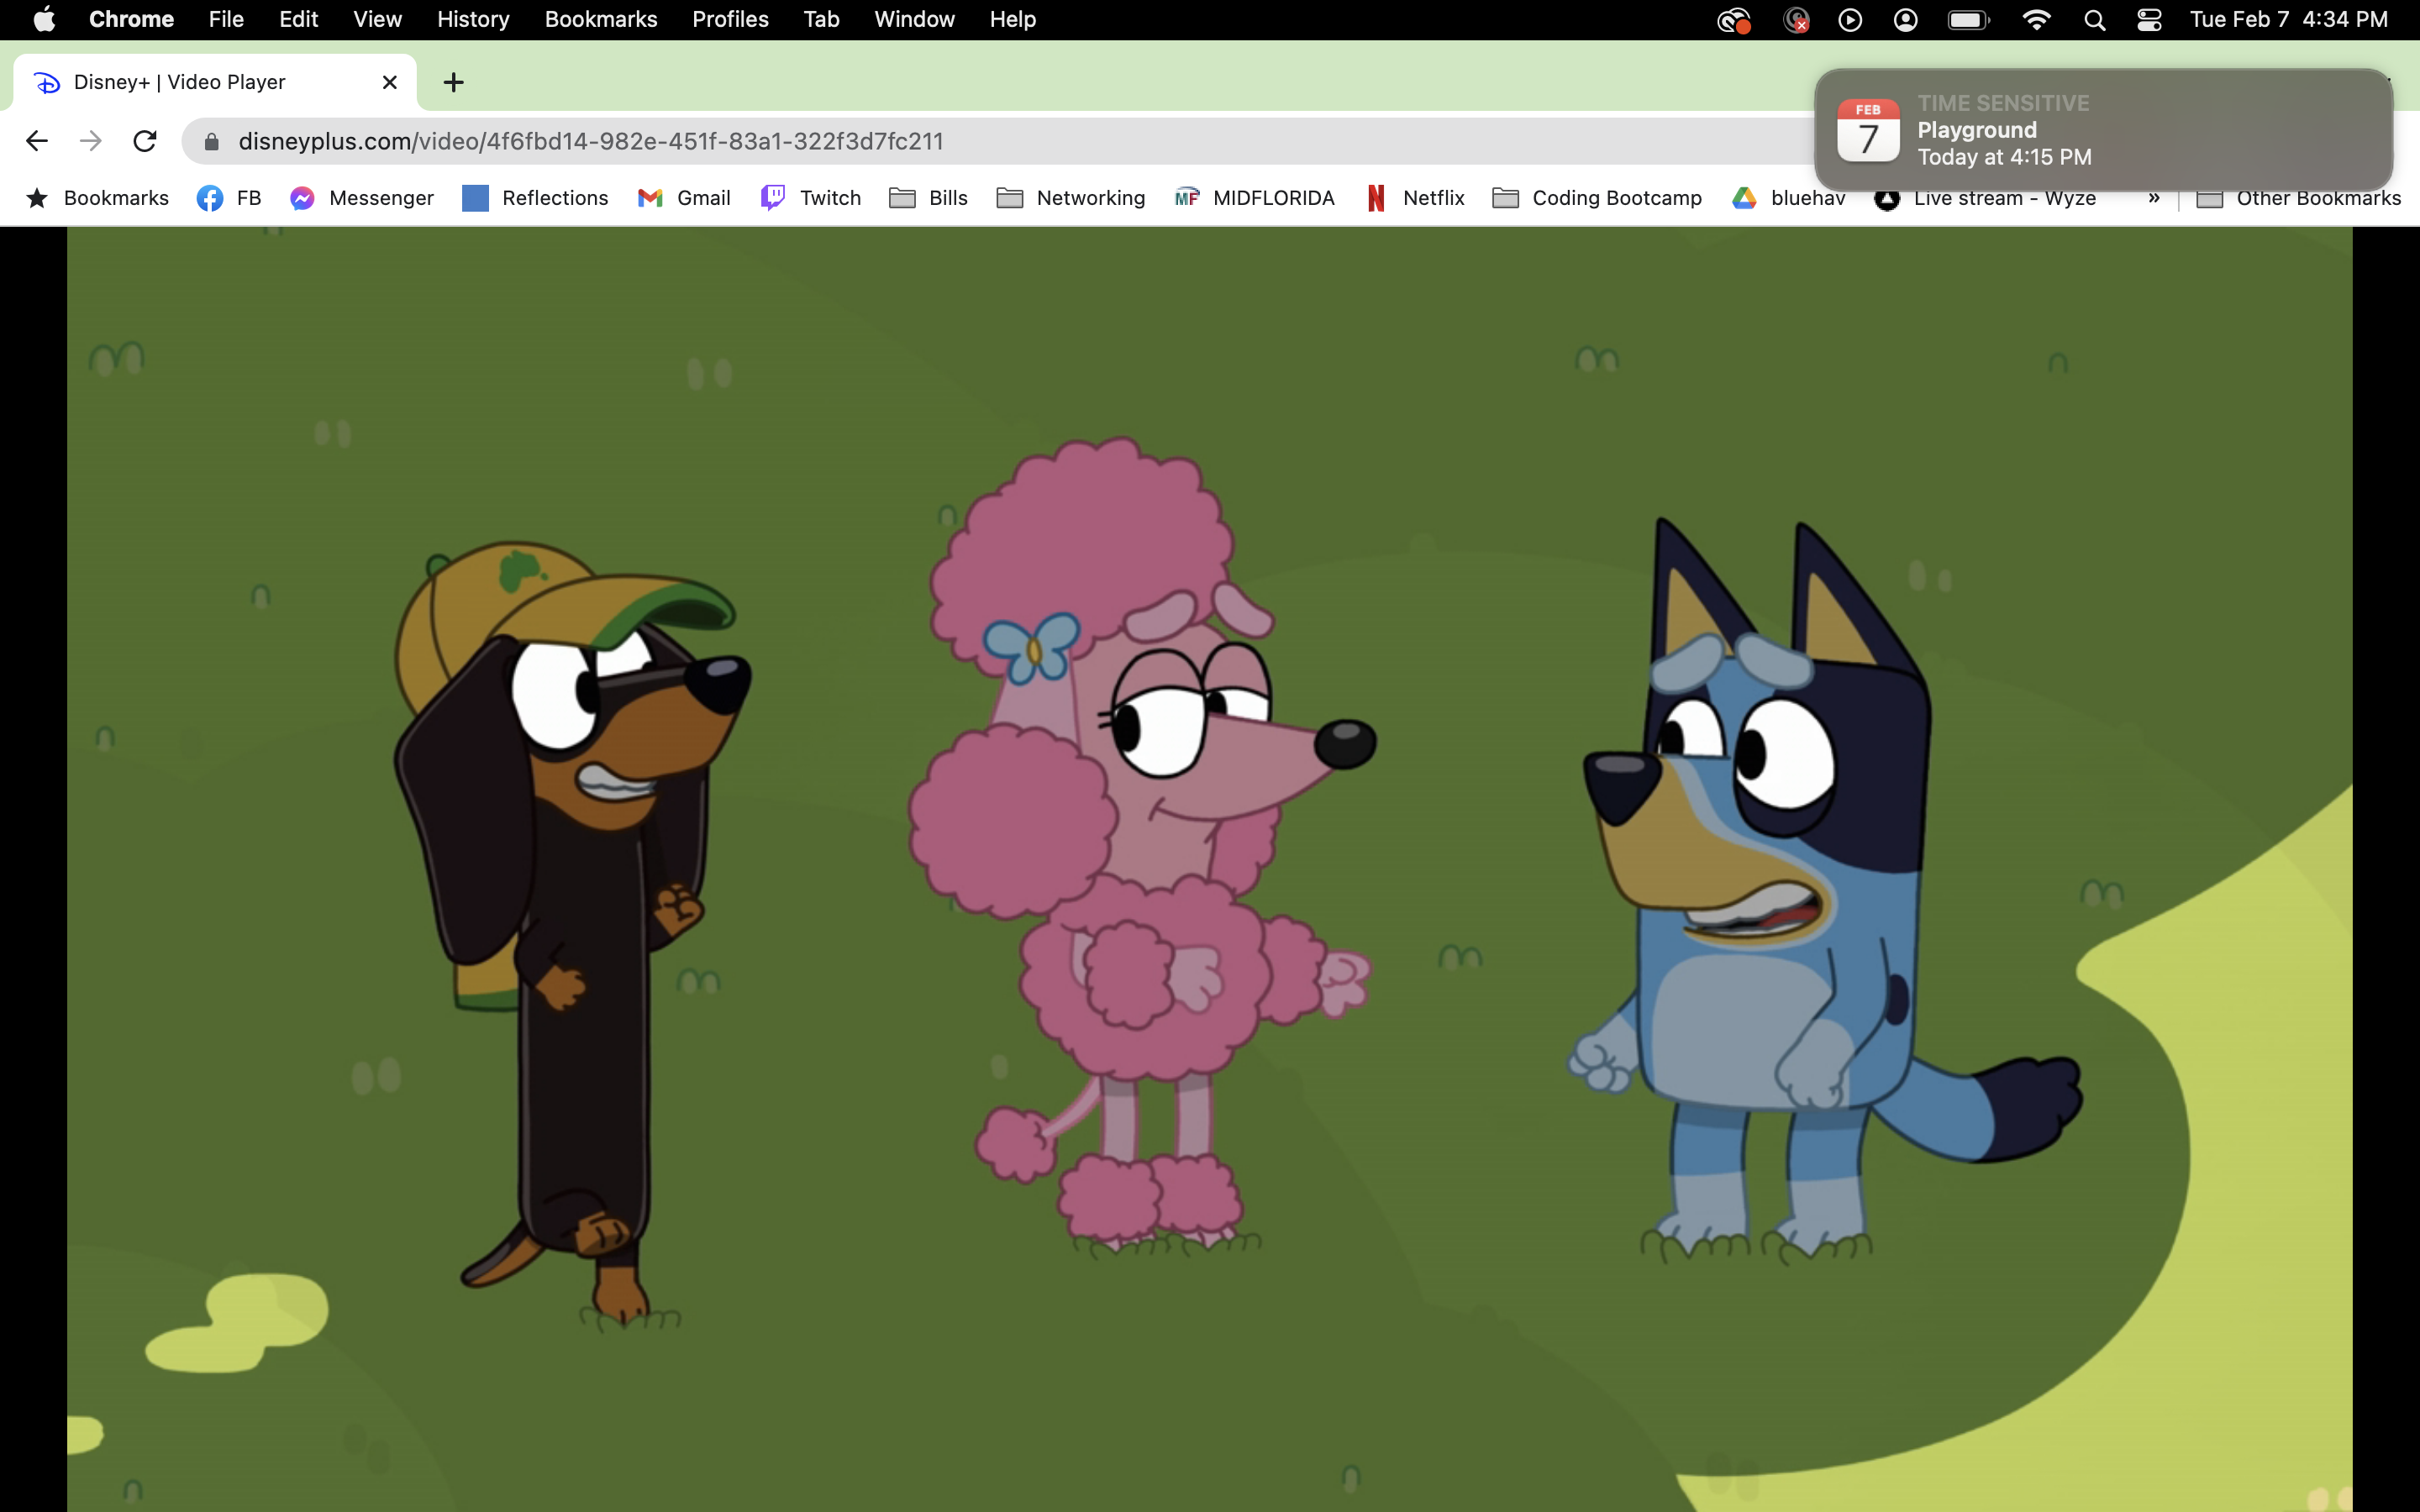 Chrome File Edit View History Bookmarks Profiles Tab Window Help Tue Feb 7 4:34 PM
Disney+ | Video Player
TIME SENSITIVE
FEB
7
Playground
Today at 4:15 PM
disneyplus.com/video/4f6fbd14-982e-451f-83a1-322f3d7fc211
Bookmarks FB Messenger Reflections Gmail Twitch Bills Networking MF MIDFLORIDA Netflix Coding Bootcamp bluehav Live stream - Wyze » Other Bookmarks